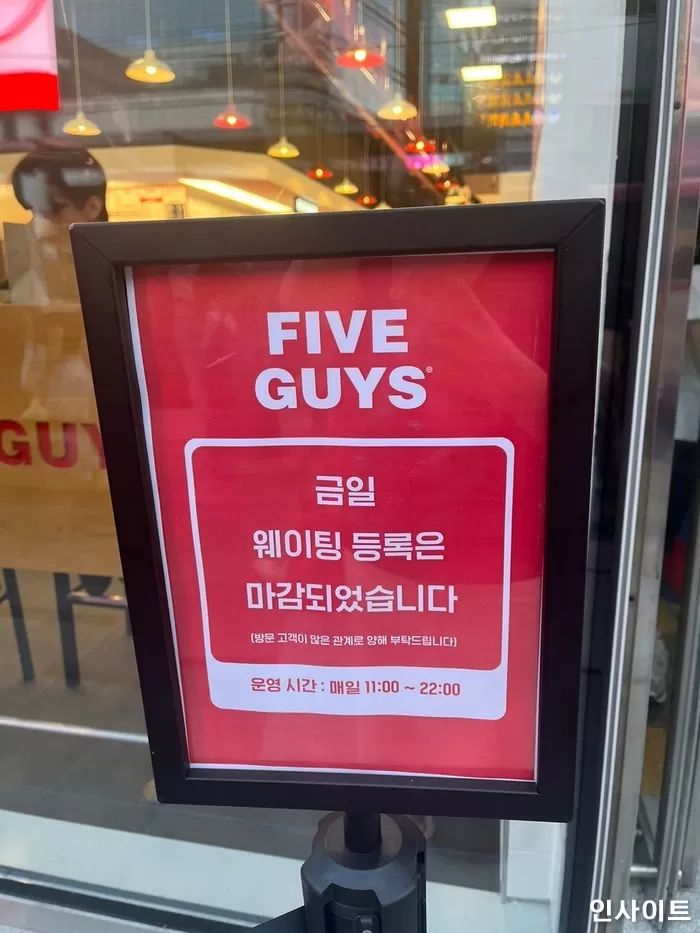 FIVE
GUYS®
금일
웨이팅 등록은
마감되었습니다
(방문 고객이 많은 관계로 양해 부탁드립니다)
운영 시간 : 매일 11:00 ~ 22:00
GUY
인사이트